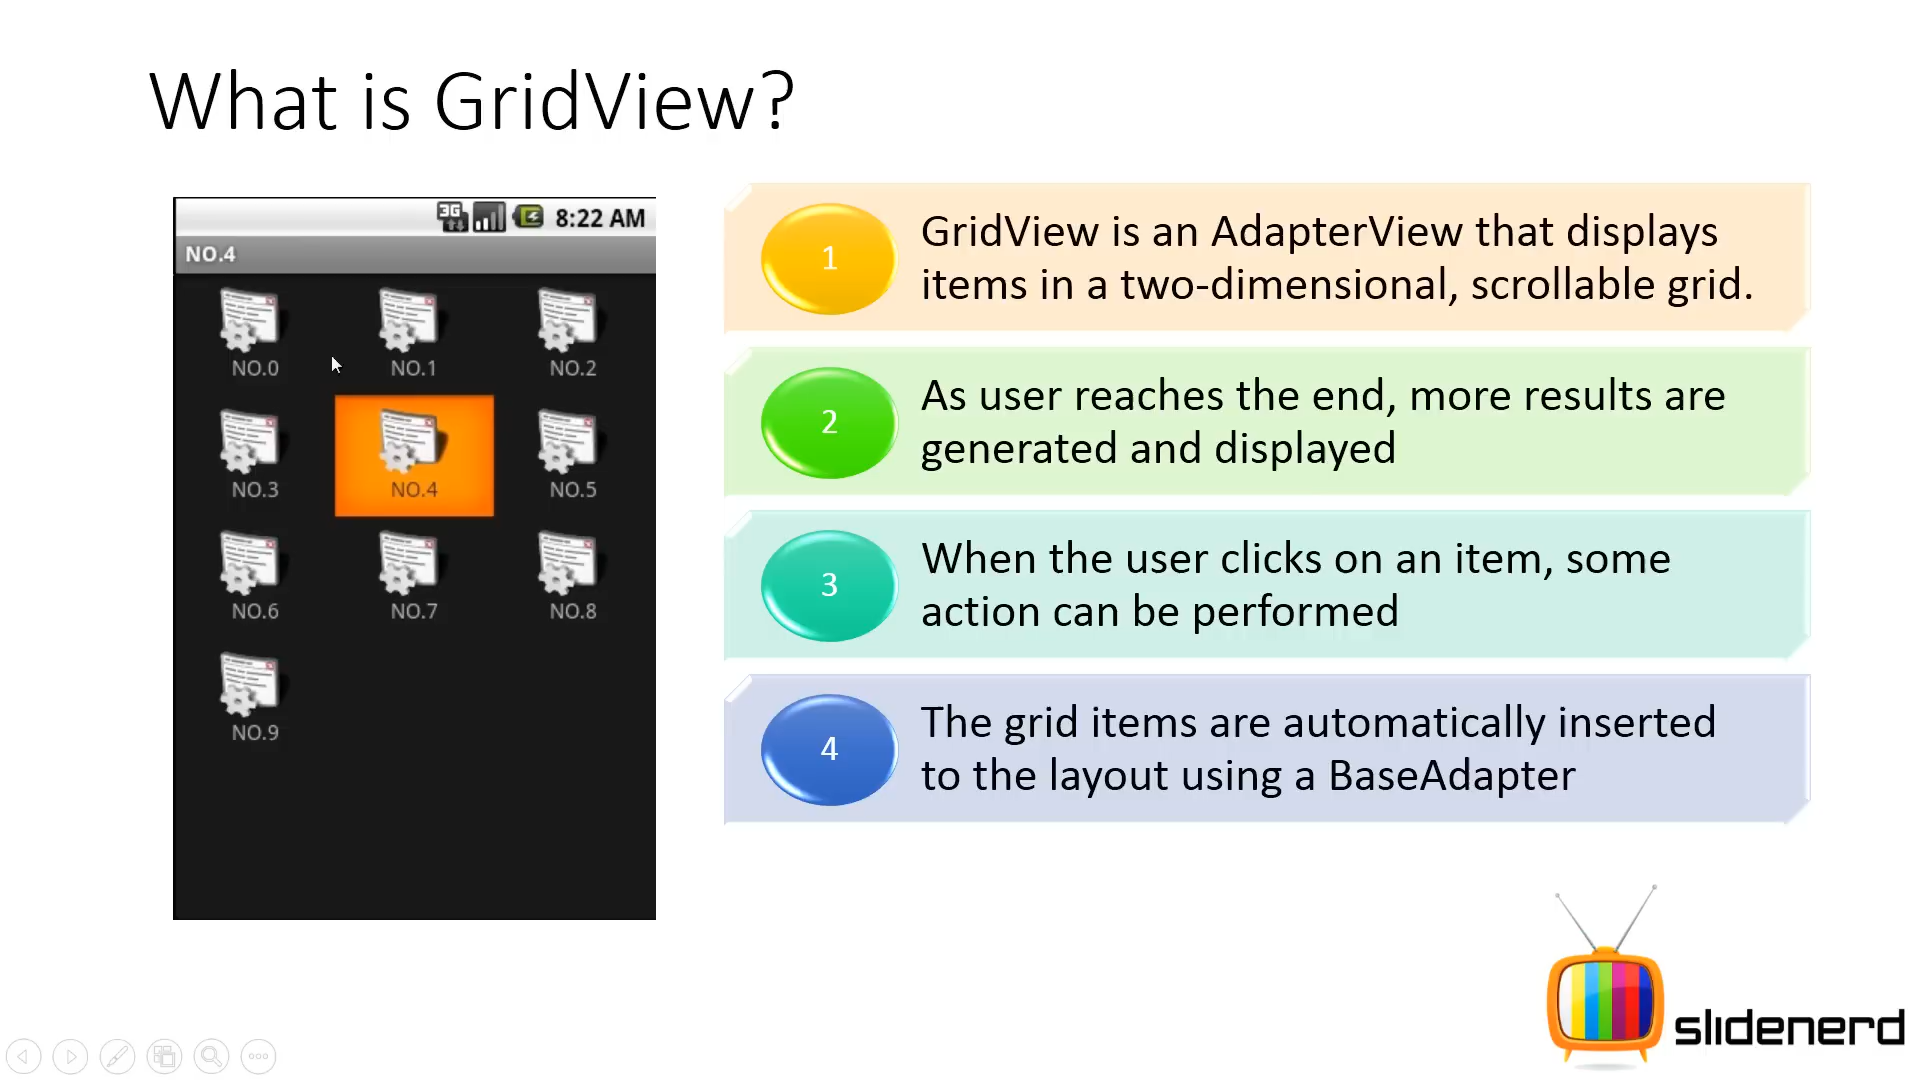 What is GridView?
3G 8:22 AM
NO.4
NO.0 NO.1 NO.2
NO.3 NO.4 NO.5
NO.6 NO.7 NO.8
NO.9
1
GridView is an AdapterView that displays
items in a two-dimensional, scrollable grid.
2
As user reaches the end, more results are
generated and displayed
3
When the user clicks on an item, some
action can be performed
4
The grid items are automatically inserted
to the layout using a BaseAdapter
slidenerd